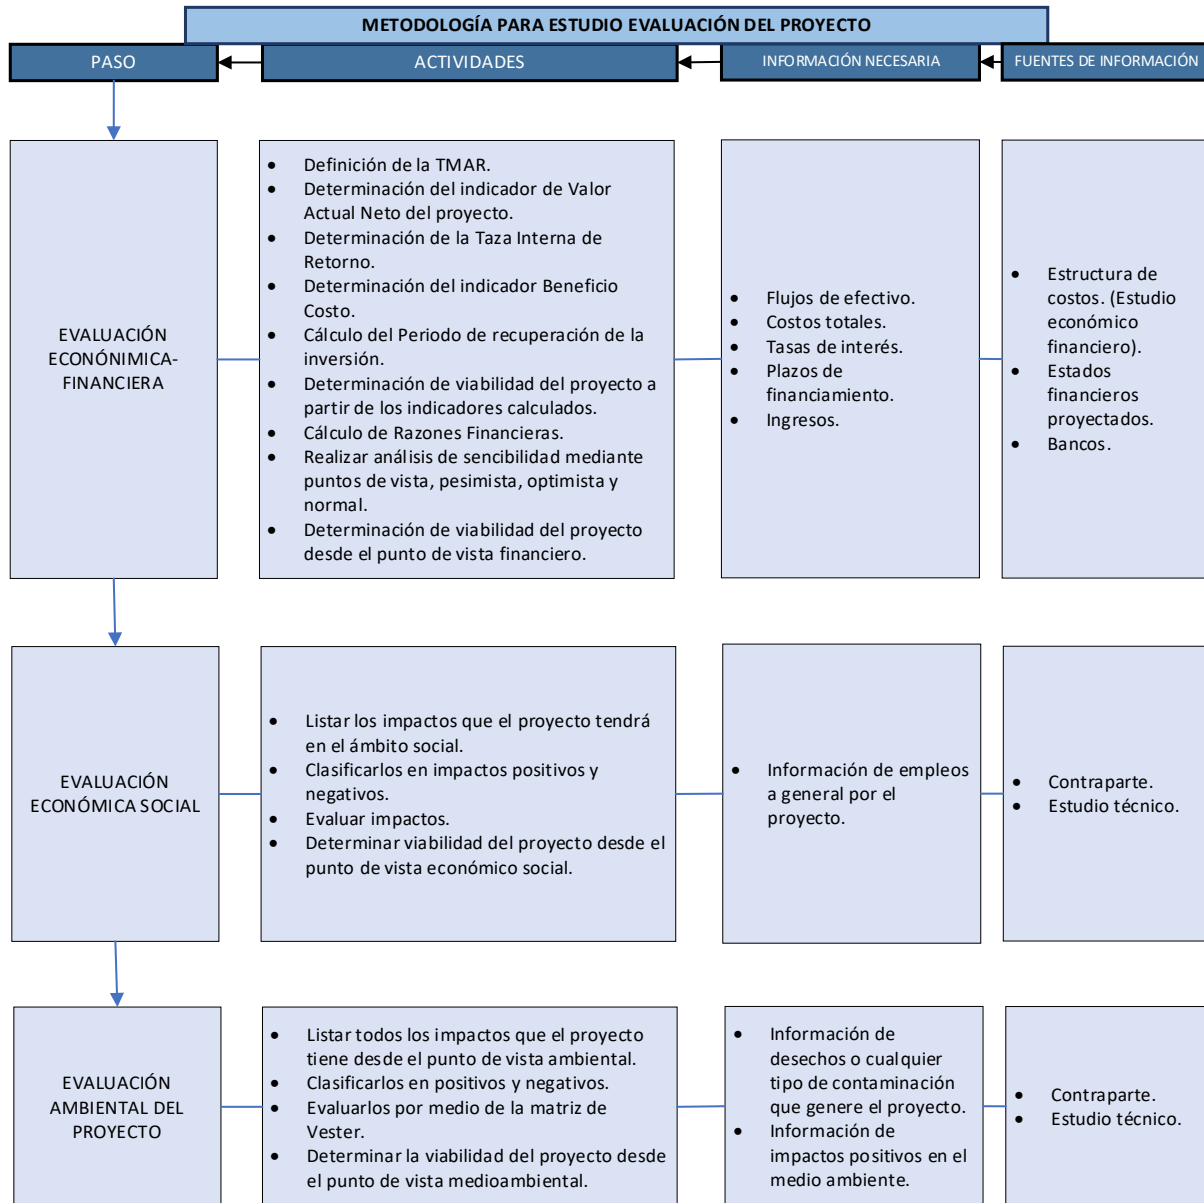 METODOLOGÍA PARA ESTUDIO EVALUACIÓN DEL PROYECTO
PASO
ACTIVIDADES
INFORMACIÓN NECESARIA
FUENTES DE INFORMACIÓN
EVALUACIÓN
ECONÓNIMICA-
FINANCIERA
• Definición de la TMAR.
• Determinación del indicador de Valor
Actual Neto del proyecto.
• Determinación de la Taza Interna de
Retorno.
• Determinación del indicador Beneficio
Costo.
• Cálculo del Periodo de recuperación de la
inversión.
• Determinación de viabilidad del proyecto a
partir de los indicadores calculados.
• Cálculo de Razones Financieras.
• Realizar análisis de sencibilidad mediante
puntos de vista, pesimista, optimista y
normal.
• Determinación de viabilidad del proyecto
desde el punto de vista financiero.
• Flujos de efectivo.
• Costos totales.
• Tasas de interés.
• Plazos de
financiamiento.
• Ingresos.
• Estructura de
costos. (Estudio
económico
financiero).
• Estados
financieros
proyectados.
• Bancos.
EVALUACIÓN
ECONÓMICA SOCIAL
• Listar los impactos que el proyecto tendrá
en el ámbito social.
• Clasificarlos en impactos positivos y
negativos.
• Evaluar impactos.
• Determinar viabilidad del proyecto desde el
punto de vista económico social.
• Información de empleos
a general por el
proyecto.
• Contraparte.
• Estudio técnico.
EVALUACIÓN
AMBIENTAL DEL
PROYECTO
• Listar todos los impactos que el proyecto
tiene desde el punto de vista ambiental.
• Clasificarlos en positivos y negativos.
• Evaluarlos por medio de la matriz de
Vester.
• Determinar la viabilidad del proyecto desde
el punto de vista medioambiental.
• Información de
desechos o cualquier
tipo de contaminación
que genere el proyecto.
• Información de
impactos positivos en el
medio ambiente.
• Contraparte.
• Estudio técnico.